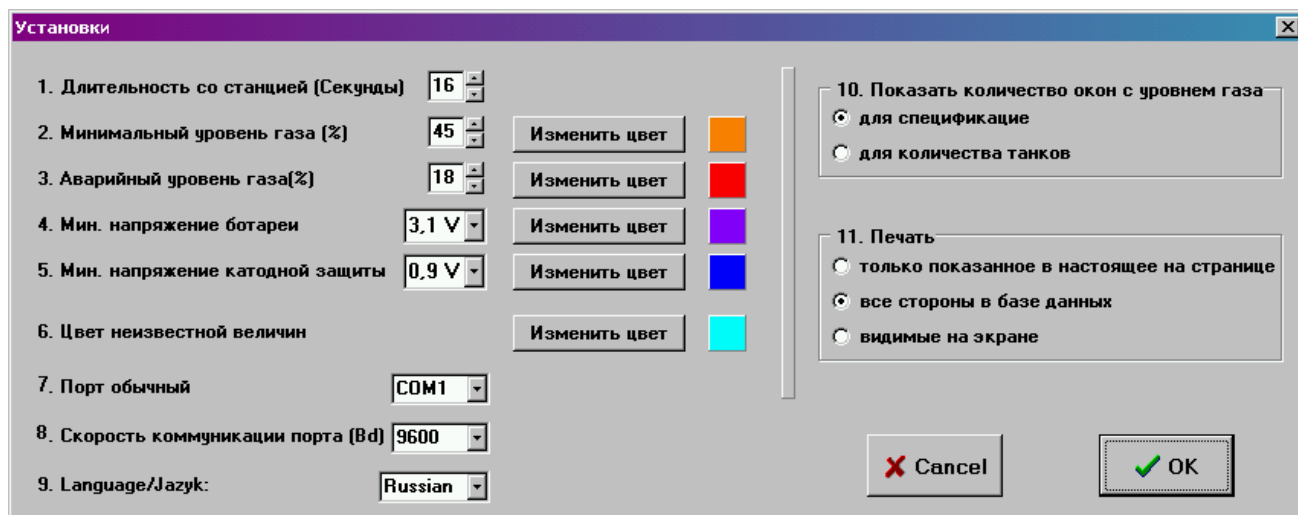 Установки
1. Длительность со станцией (Секунды) 16
2. Минимальный уровень газа (%) 45 Изменить цвет
3. Аварийный уровень газа(%) 18 Изменить цвет
4. Мин. напряжение ботареи 3,1 V Изменить цвет
5. Мин. напряжение катодной защиты 0,9 V Изменить цвет
6. Цвет неизвестной величин Изменить цвет
7. Порт обычный COM1
8. Скорость коммуникации порта (Bd) 9600
9. Language/Jazyk: Russian
10. Показать количество окон с уровнем газа
для спецификацие
для количества танков
11. Печать
только показанное в настоящее на странице
все стороны в базе данных
видимые на экране
Cancel
OK